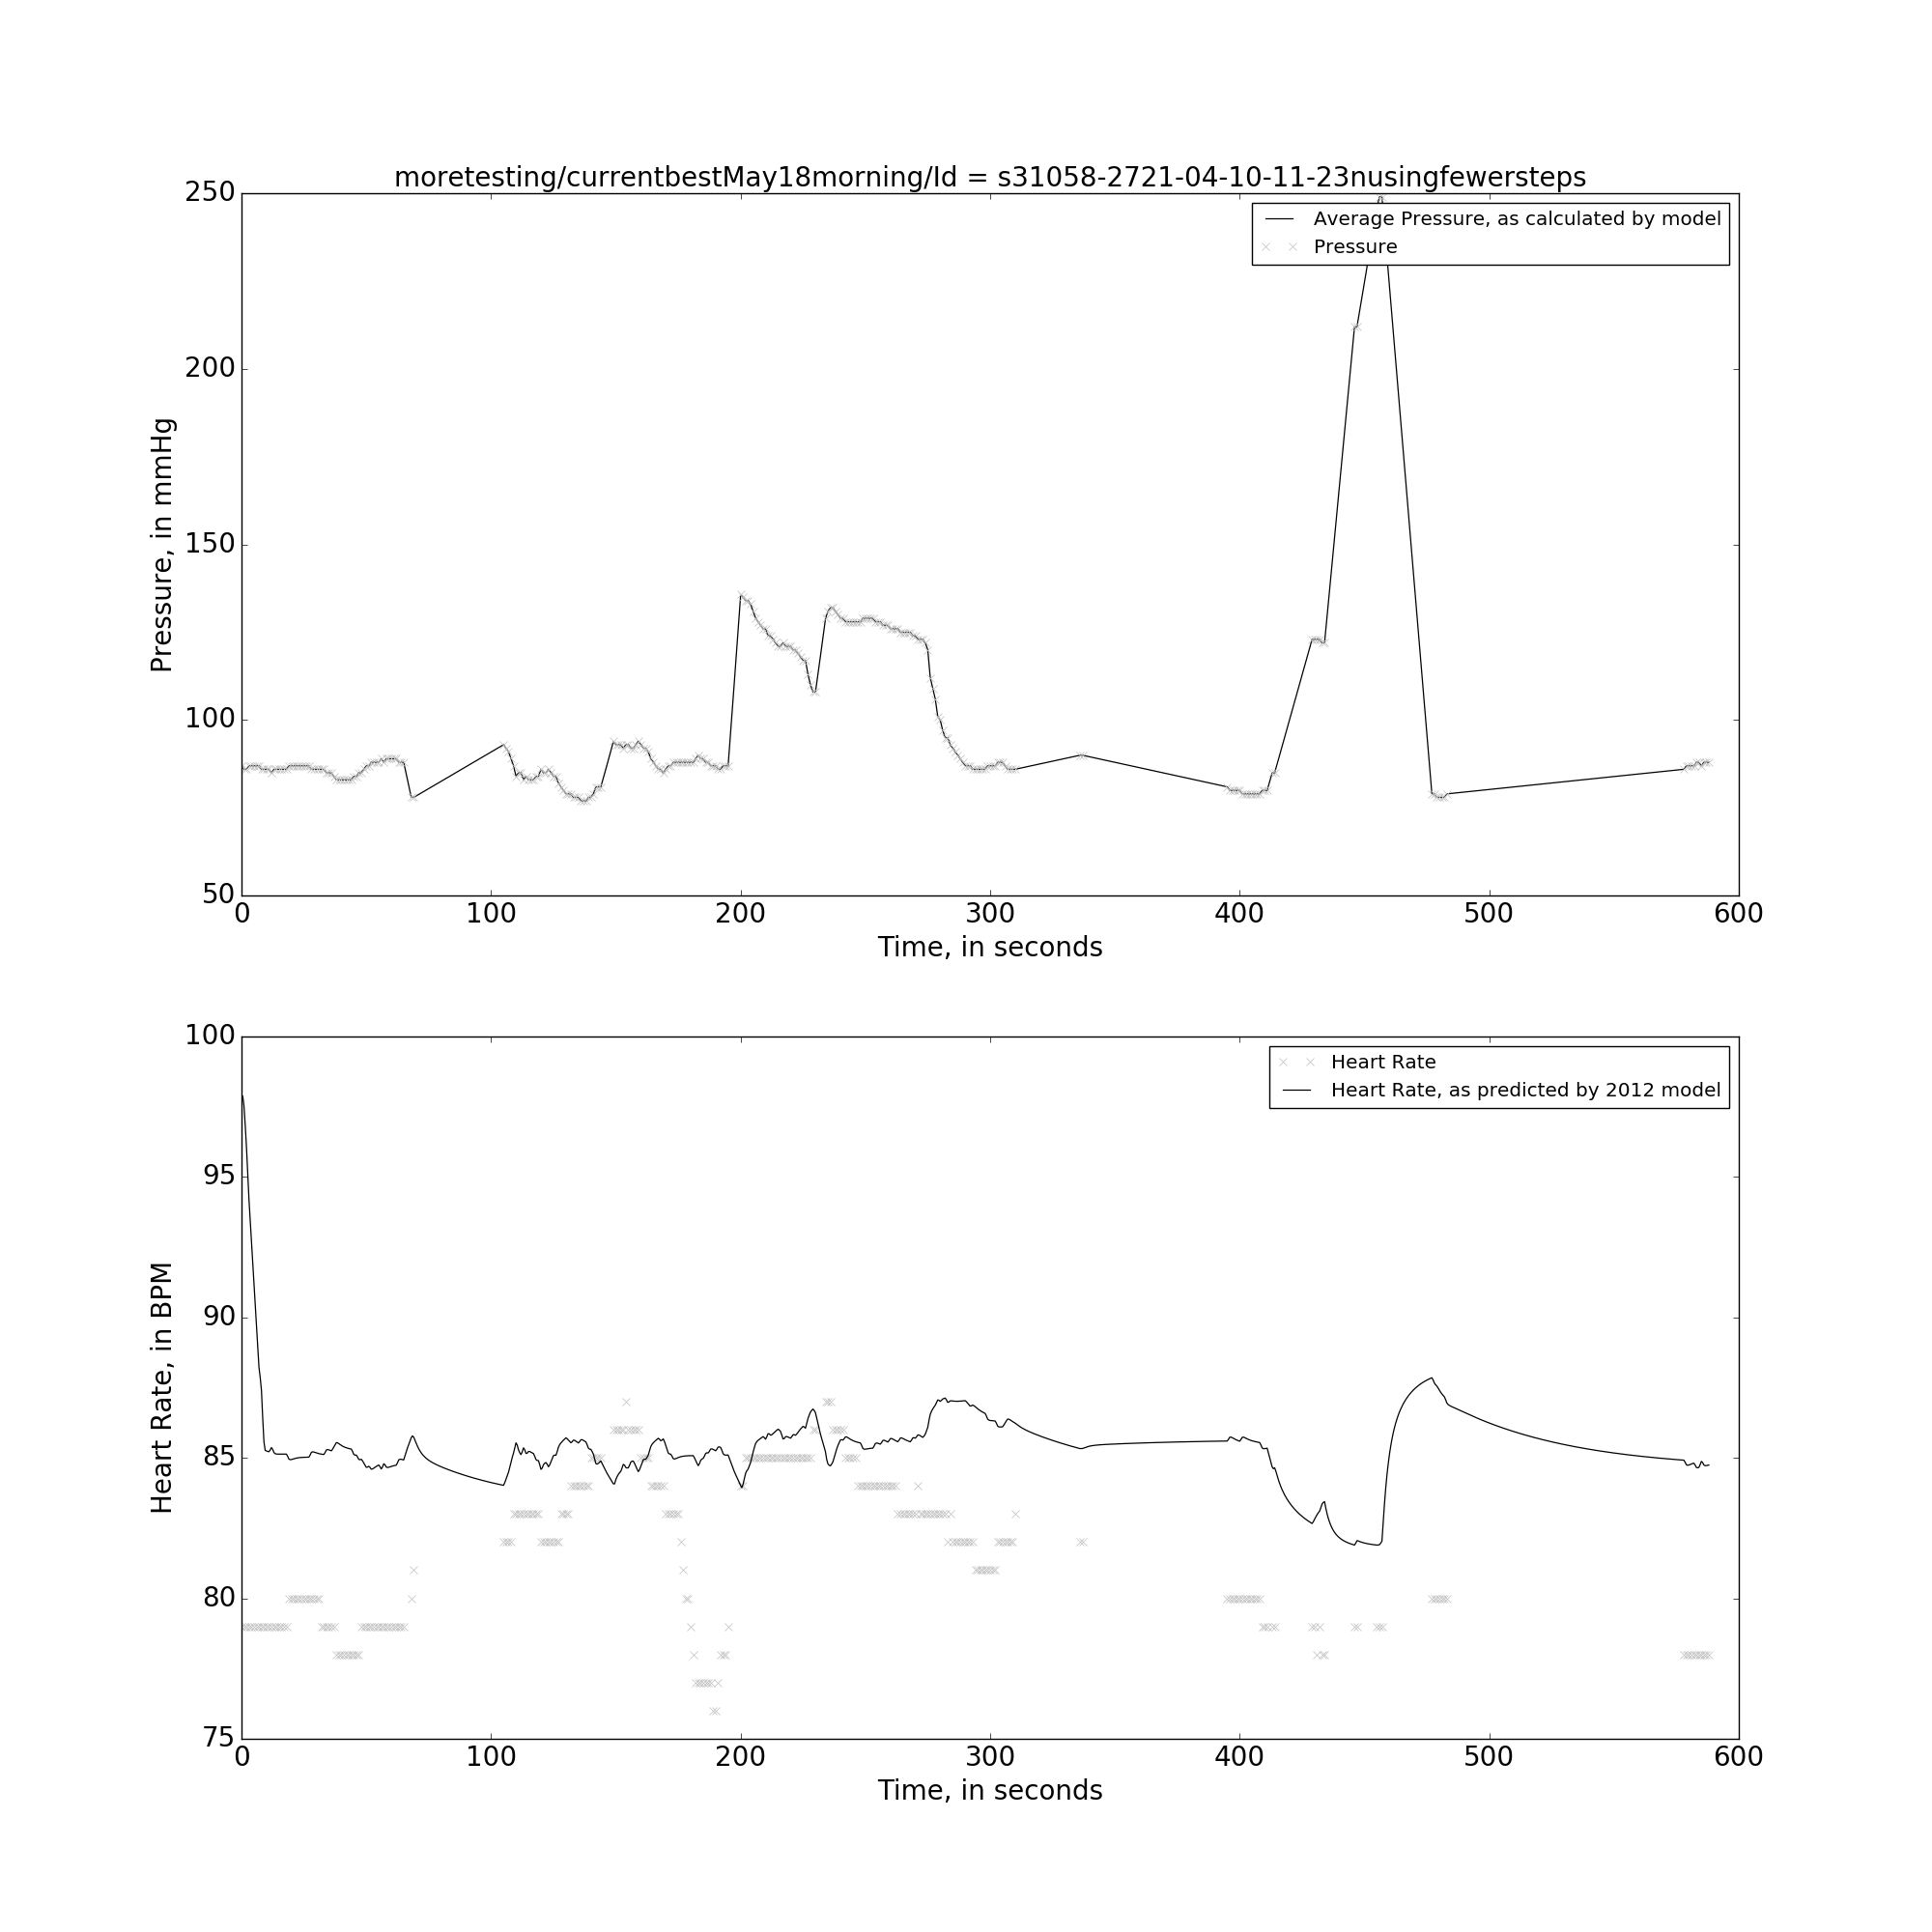 moretesting/currentbestMay18morning/Id = s31058-2721-04-10-11-23nusingfewersteps
250
200
150
100
50
Pressure, in mmHg
Average Pressure, as calculated by model
Pressure
0 100 200 300 400 500 600
Time, in seconds
100
95
90
85
80
75
Heart Rate, in BPM
Heart Rate
Heart Rate, as predicted by 2012 model
0 100 200 300 400 500 600
Time, in seconds